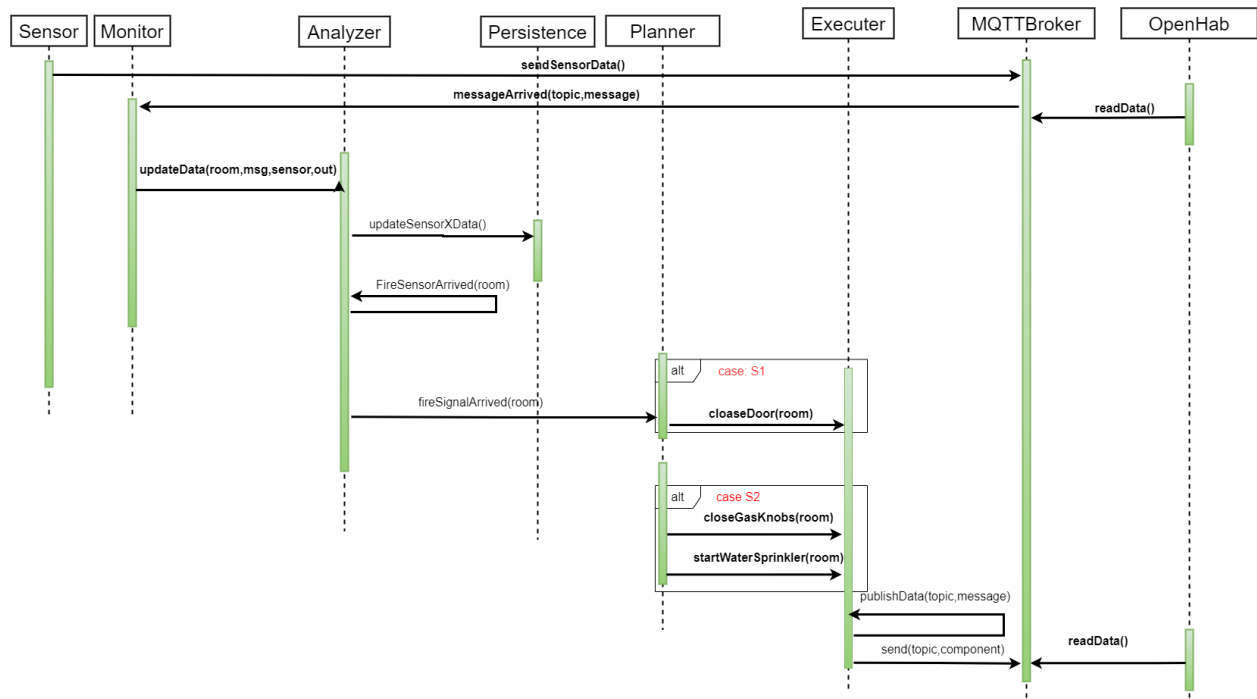 Sensor
Monitor
Analyzer
Persistence
Planner
Executer
MQTTBroker
OpenHab
sendSensorData()
messageArrived(topic,message)
readData()
updateData(room,msg,sensor,out)
updateSensorXData()
FireSensorArrived(room)
alt
case: S1
fireSignalArrived(room)
cloaseDoor(room)
alt
case S2
closeGasKnobs(room)
startWaterSprinkler(room)
publishData(topic,message)
send(topic,component)
readData()